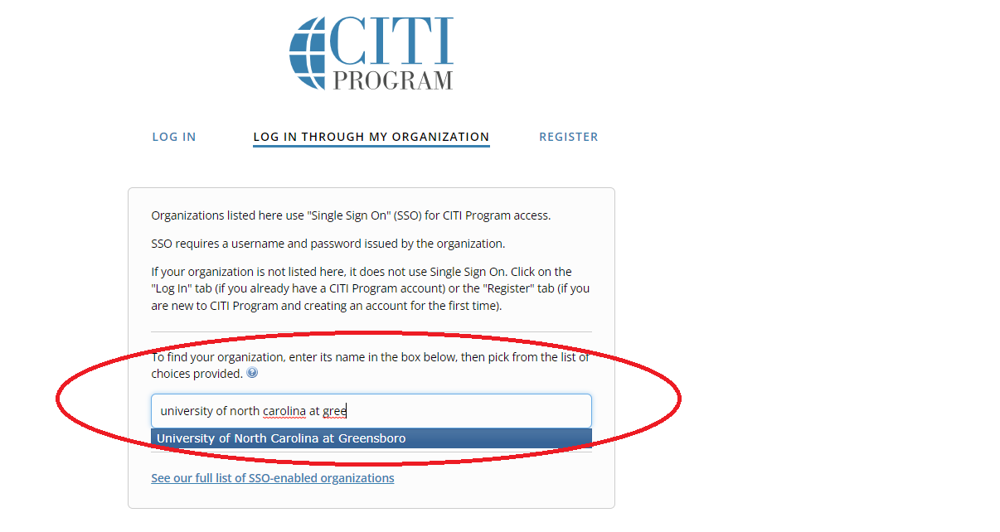 CITI
PROGRAM
LOG IN
LOG IN THROUGH MY ORGANIZATION
REGISTER
Organizations listed here use "Single Sign On" (SSO) for CITI Program access.
SSO requires a username and password issued by the organization.
If your organization is not listed here, it does not use Single Sign On. Click on the
"Log In" tab (if you already have a CITI Program account) or the "Register" tab (if you
are new to CITI Program and creating an account for the first time).
To find your organization, enter its name in the box below, then pick from the list of
choices provided. ?
university of north carolina at gree
University of North Carolina at Greensboro
See our full list of SSO-enabled organizations